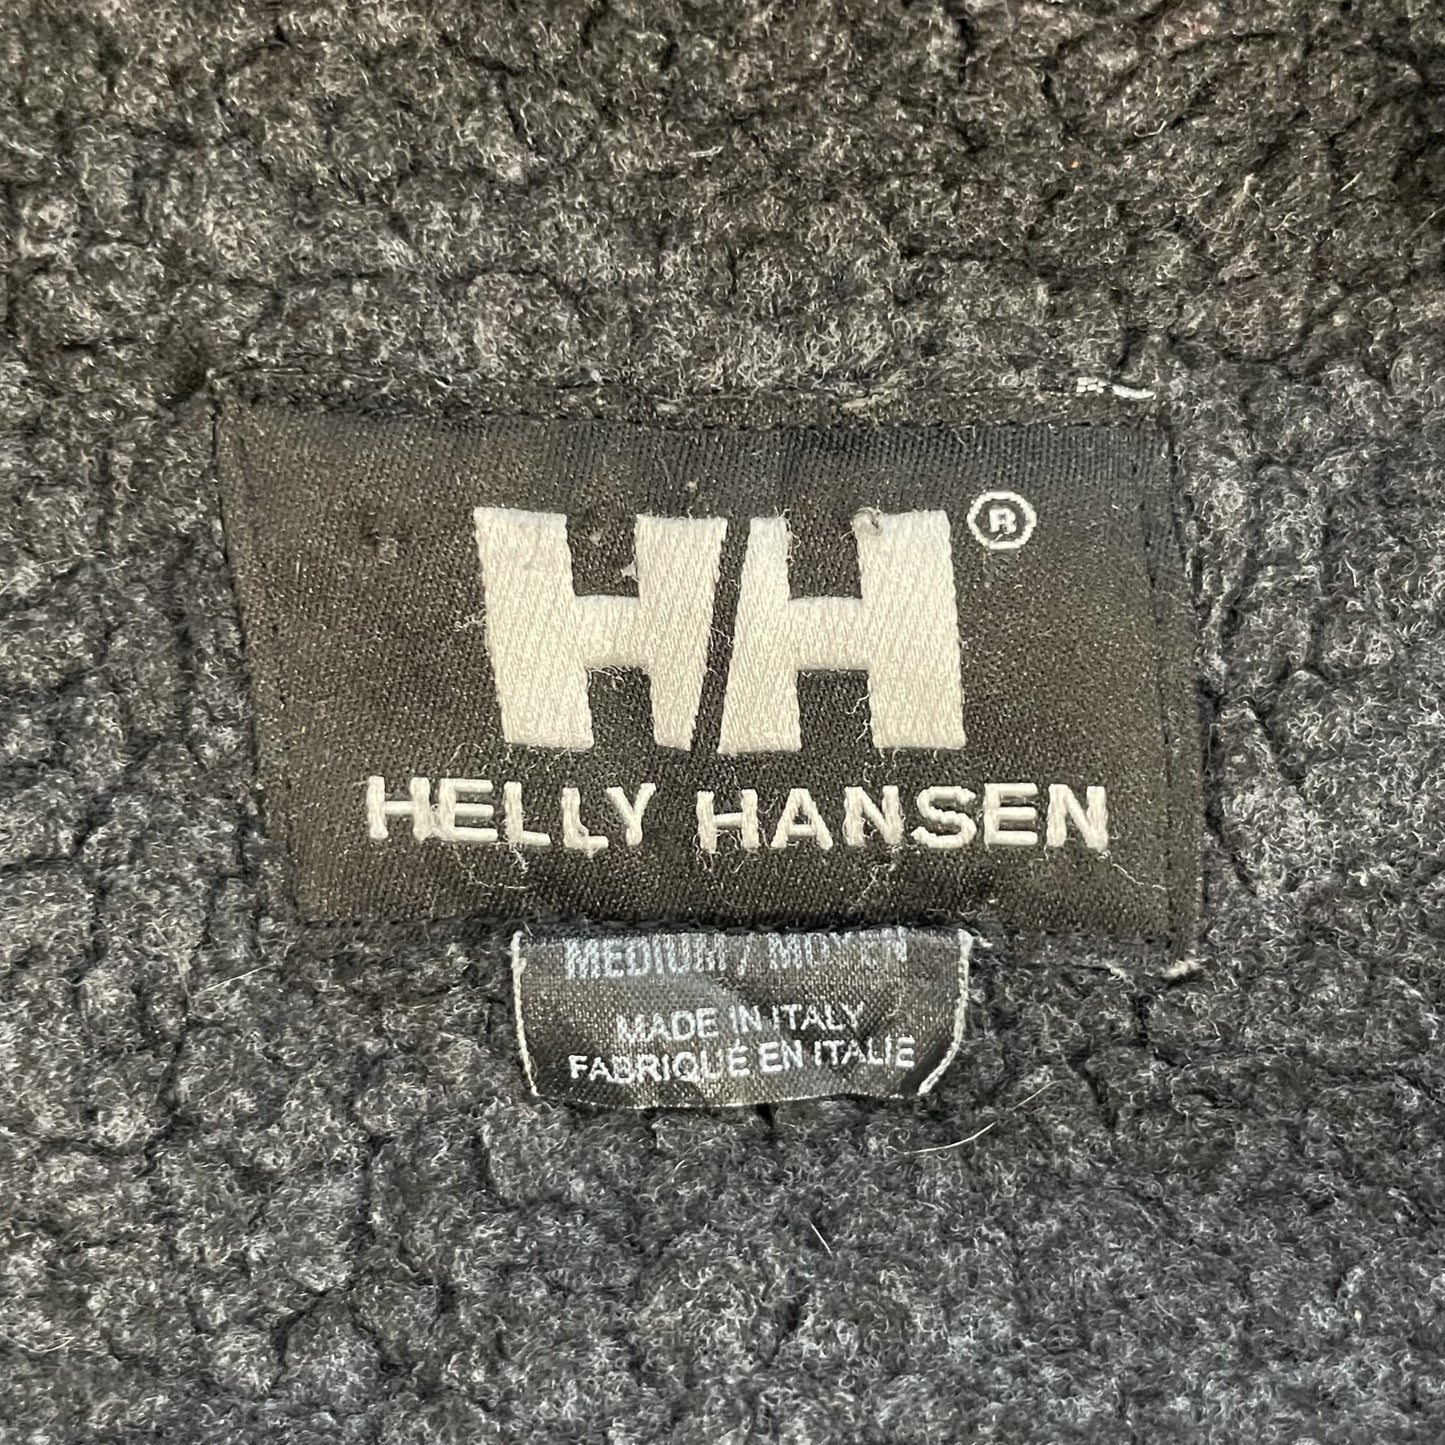 HH®
HELLY HANSEN
MEDIUM / MOYEN
MADE IN ITALY
FABRIQUÉ EN ITALIE